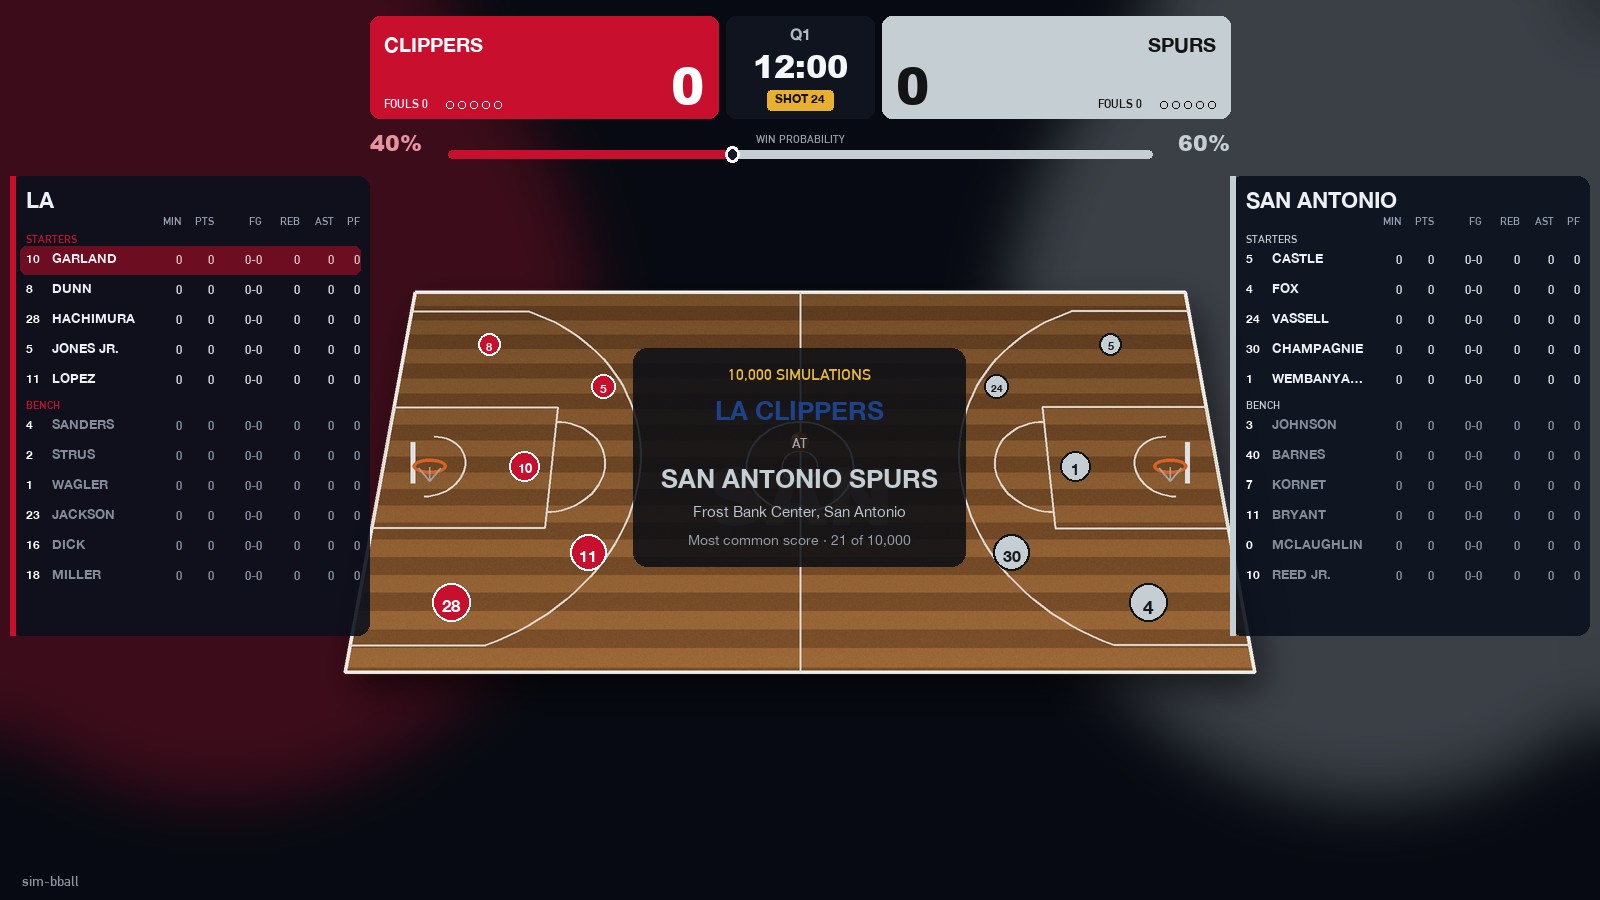 CLIPPERS
0
FOULS 0
Q1
12:00
SHOT 24
SPURS
0
FOULS 0
40%
WIN PROBABILITY
60%
LA
MIN PTS FG REB AST PF
STARTERS
10 GARLAND 0 0 0-0 0 0 0
8 DUNN 0 0 0-0 0 0 0
28 HACHIMURA 0 0 0-0 0 0 0
5 JONES JR. 0 0 0-0 0 0 0
11 LOPEZ 0 0 0-0 0 0 0
BENCH
4 SANDERS 0 0 0-0 0 0 0
2 STRUS 0 0 0-0 0 0 0
1 WAGLER 0 0 0-0 0 0 0
23 JACKSON 0 0 0-0 0 0 0
16 DICK 0 0 0-0 0 0 0
18 MILLER 0 0 0-0 0 0 0
8
5
10
11
28
10,000 SIMULATIONS
LA CLIPPERS
AT
SAN ANTONIO SPURS
Frost Bank Center, San Antonio
Most common score · 21 of 10,000
5
24
1
30
4
SAN ANTONIO
MIN PTS FG REB AST PF
STARTERS
5 CASTLE 0 0 0-0 0 0 0
4 FOX 0 0 0-0 0 0 0
24 VASSELL 0 0 0-0 0 0 0
30 CHAMPAGNIE 0 0 0-0 0 0 0
1 WEMBANYA... 0 0 0-0 0 0 0
BENCH
3 JOHNSON 0 0 0-0 0 0 0
40 BARNES 0 0 0-0 0 0 0
7 KORNET 0 0 0-0 0 0 0
11 BRYANT 0 0 0-0 0 0 0
0 MCLAUGHLIN 0 0 0-0 0 0 0
10 REED JR. 0 0 0-0 0 0 0
sim-bball